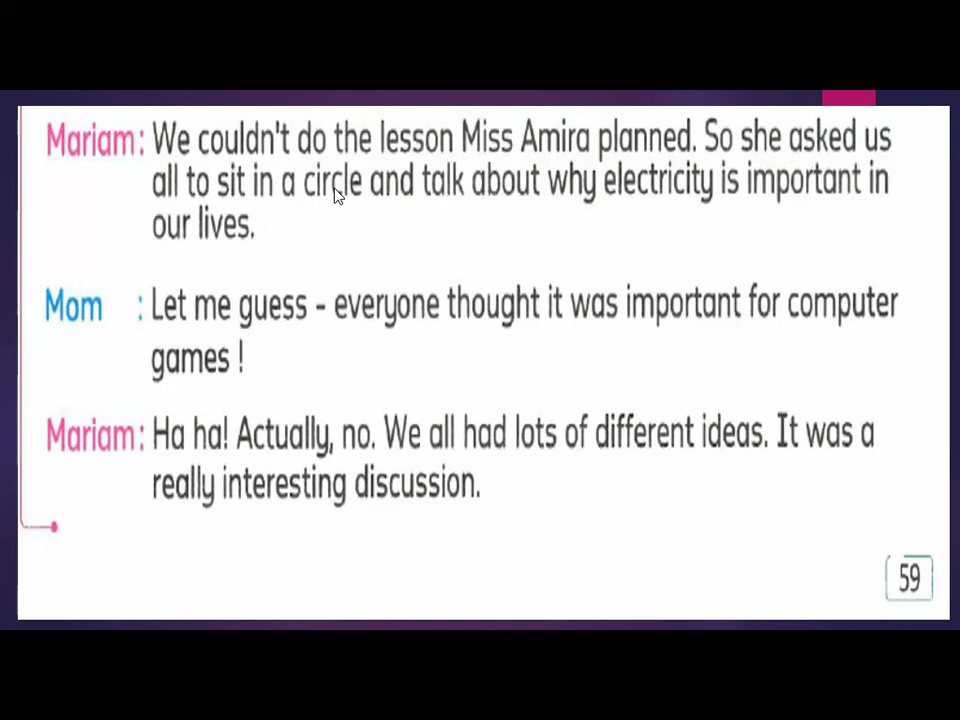 Mariam: We couldn't do the lesson Miss Amira planned. So she asked us
all to sit in a circle and talk about why electricity is important in
our lives.
Mom : Let me guess - everyone thought it was important for computer
games !
Mariam: Ha ha! Actually, no. We all had lots of different ideas. It was a
really interesting discussion.
59